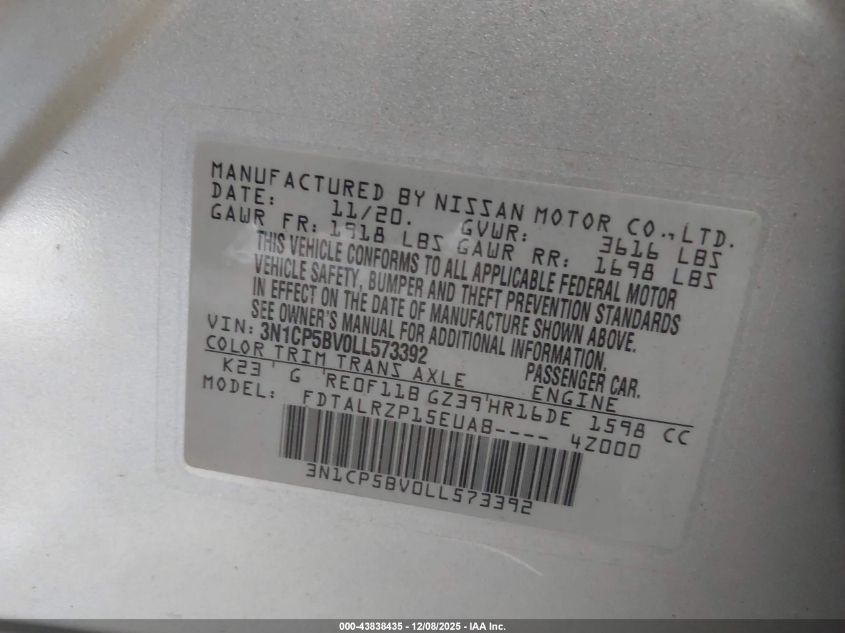 MANUFACTURED BY NISSAN MOTOR CO.,LTD.
DATE: 11/20. GVWR: 3616 LBS
GAWR FR: 1918 LBS GAWR RR: 1698 LBS
THIS VEHICLE CONFORMS TO ALL APPLICABLE FEDERAL MOTOR
VEHICLE SAFETY, BUMPER AND THEFT PREVENTION STANDARDS
IN EFFECT ON THE DATE OF MANUFACTURE SHOWN ABOVE.
SEE OWNER'S MANUAL FOR ADDITIONAL INFORMATION.
VIN: 3N1CP5BV0LL573392 PASSENGER CAR.
COLOR TRIM TRANS AXLE ENGINE
K23 ' G 'RE0F11B GZ39'HR16DE 1598 CC
MODEL: FDTALRZP15EUA8---- 4Z000
3N1CP5BV0LL573392
000-43838435 - 12/08/2025 - IAA Inc.